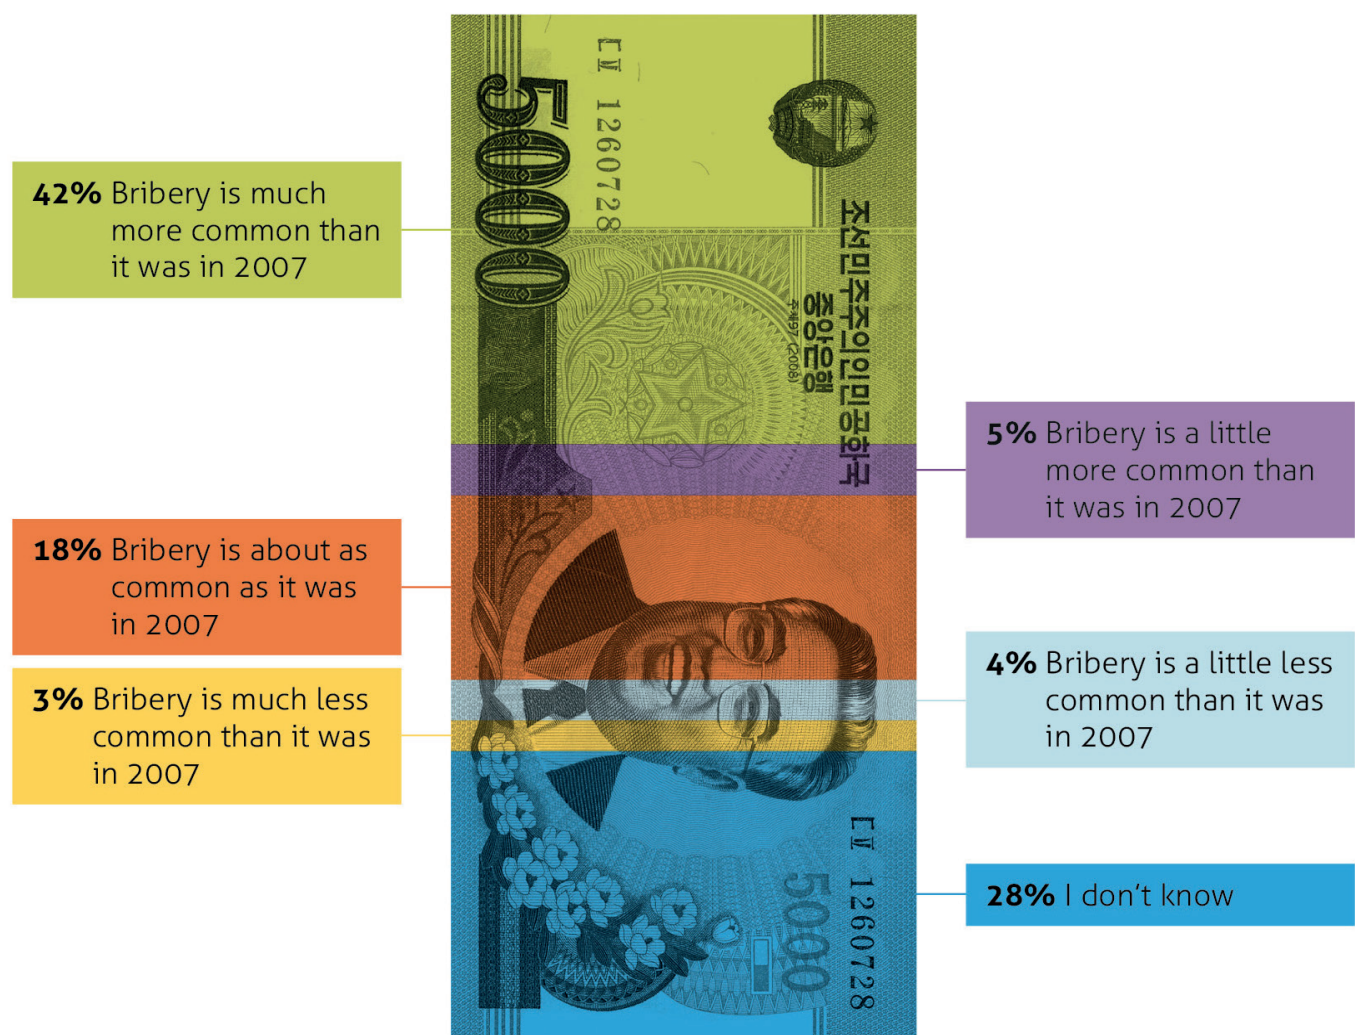 5000
ㄷㅈ 1260728
조선민주주의인민공화국
중앙은행
주체97 (2008)
42% Bribery is much
more common than
it was in 2007
5% Bribery is a little
more common than
it was in 2007
18% Bribery is about as
common as it was
in 2007
4% Bribery is a little less
common than it was
in 2007
3% Bribery is much less
common than it was
in 2007
28% I don't know
5000
ㄷㅈ 1260728